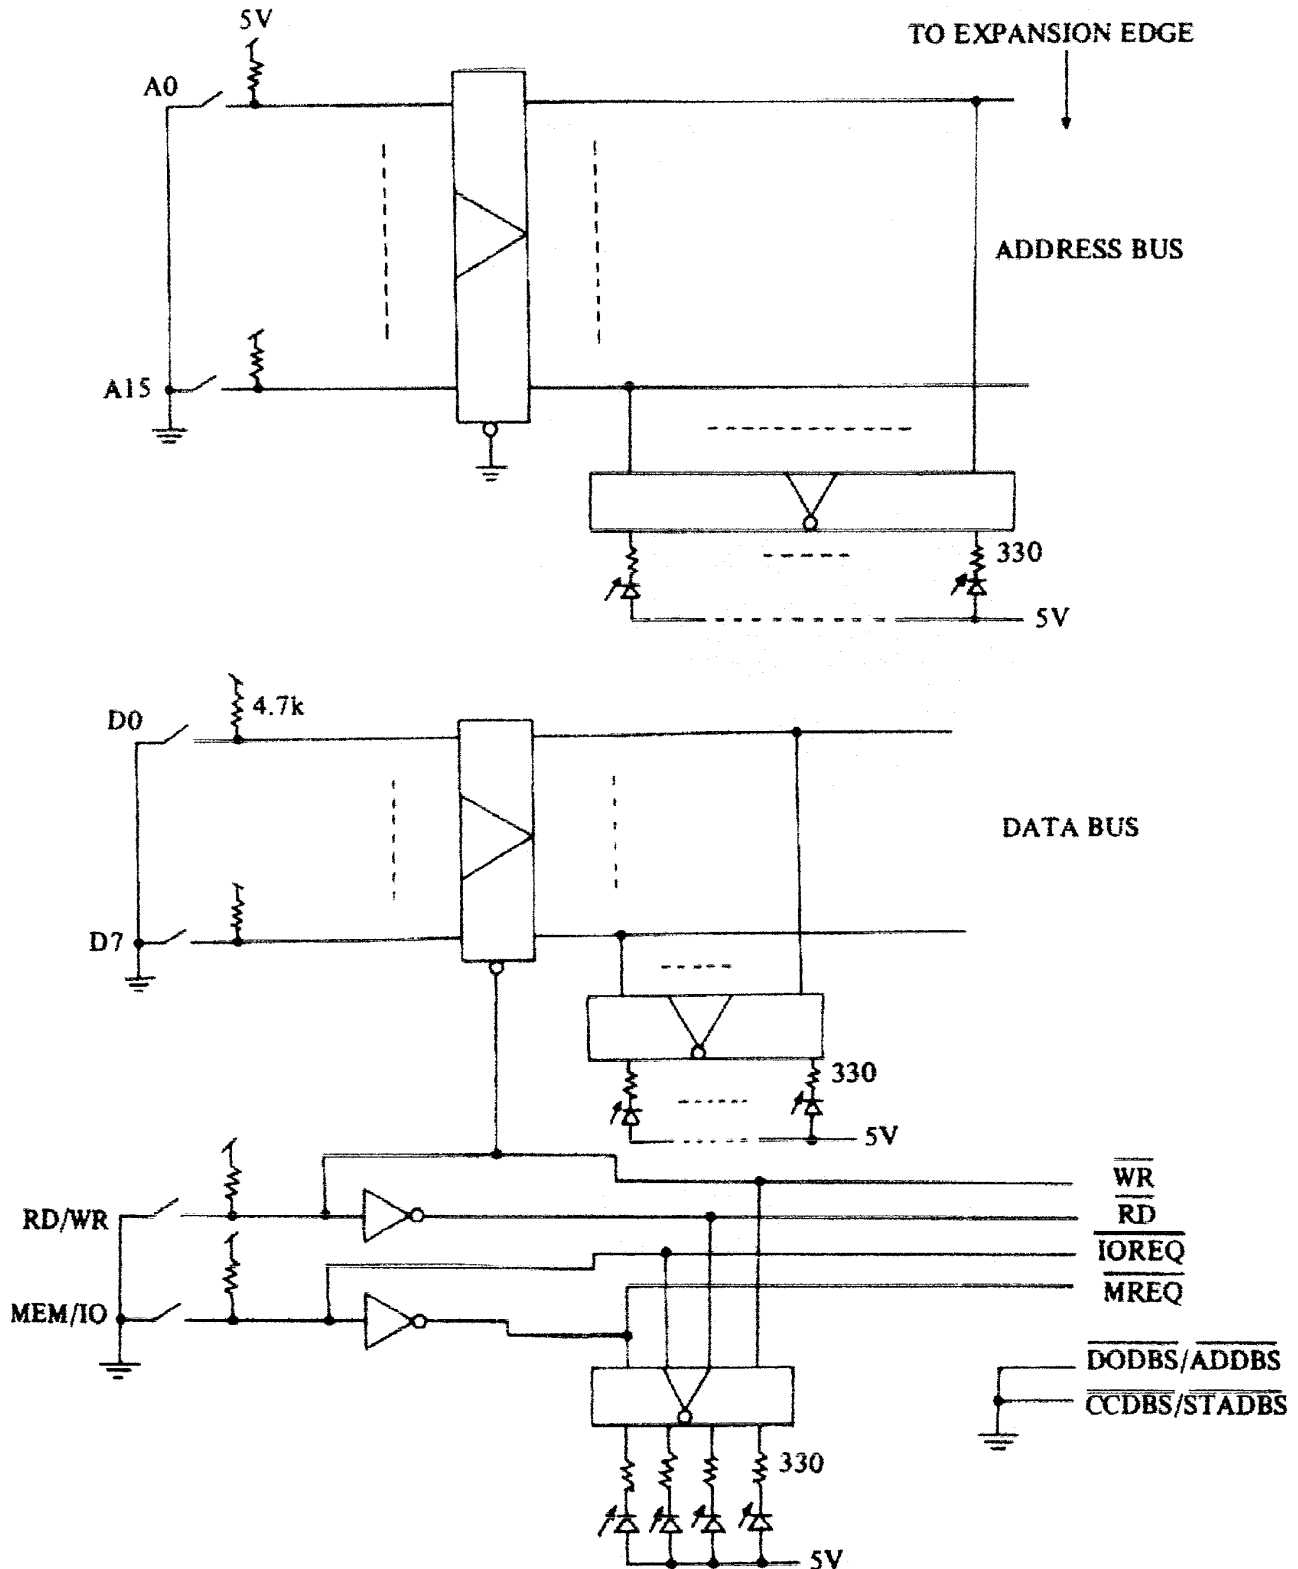 5V
TO EXPANSION EDGE
A0
ADDRESS BUS
A15
330
5V
D0
4.7k
DATA BUS
D7
330
5V
WR
RD/WR
RD
IOREQ
MREQ
MEM/IO
DODBS/ADDBS
CCDBS/STADBS
330
5V